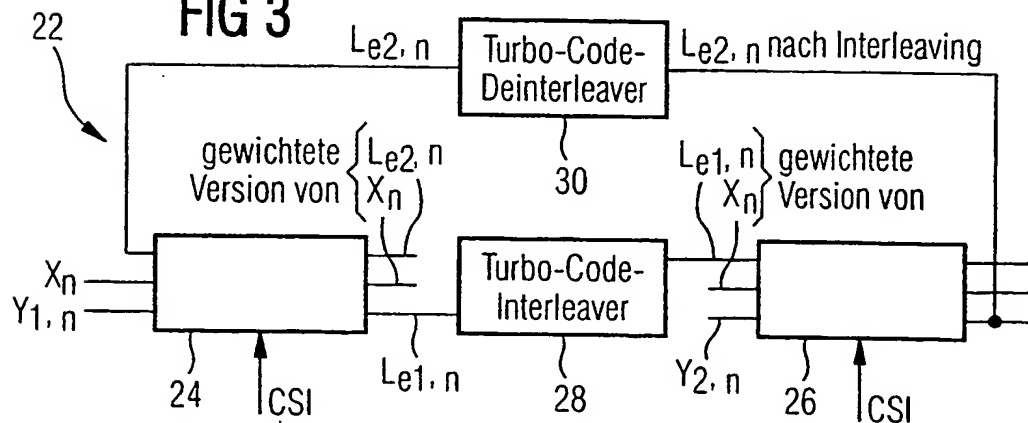 FIG 3
22
Le2, n
Turbo-Code-
Deinterleaver
Le2, n nach Interleaving
30
gewichtete
Version von
Le2, n
Xn
Le1, n
Xn
gewichtete
Version von
Xn
Y1, n
Turbo-Code-
Interleaver
24
CSI
Le1, n
28
Y2, n
26
CSI